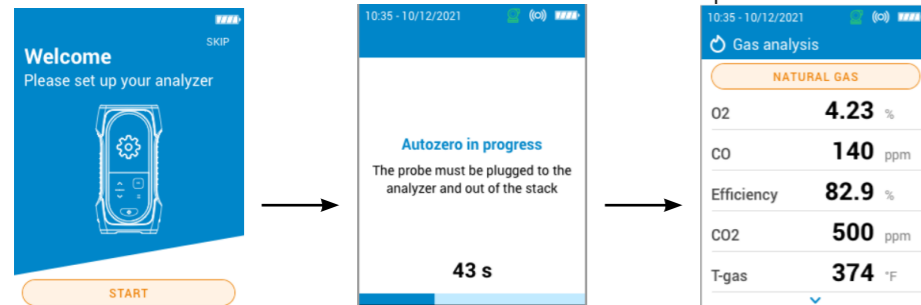 SKIP
Welcome
Please set up your analyzer
START
10:35 - 10/12/2021
Autozero in progress
The probe must be plugged to the
analyzer and out of the stack
43 s
10:35 - 10/12/2021
Gas analysis
NATURAL GAS
O2 4.23 %
CO 140 ppm
Efficiency 82.9 %
CO2 500 ppm
T-gas 374 °F